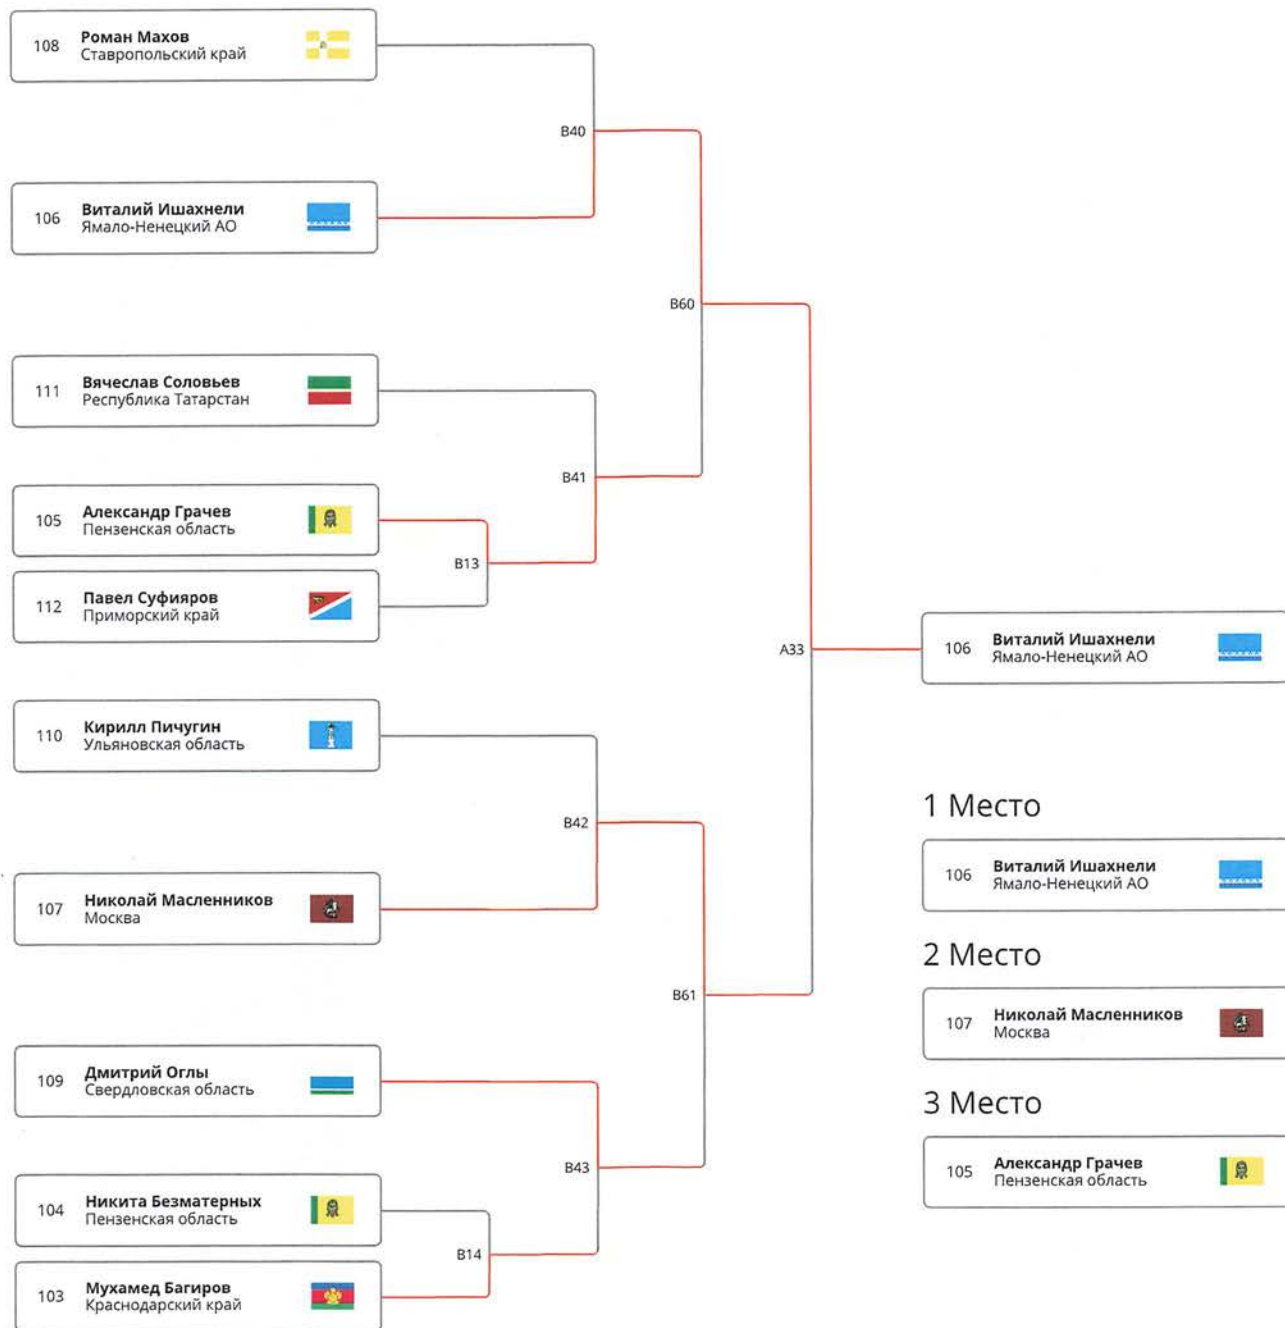 108
Роман Махов
Ставропольский край
B40
106
Виталий Ишахнели
Ямало-Ненецкий АО
B60
111
Вячеслав Соловьев
Республика Татарстан
B41
105
Александр Грачев
Пензенская область
B13
112
Павел Суфияров
Приморский край
A33
106
Виталий Ишахнели
Ямало-Ненецкий АО
110
Кирилл Пичугин
Ульяновская область
B42
107
Николай Масленников
Москва
B61
109
Дмитрий Оглы
Свердловская область
B43
104
Никита Безматерных
Пензенская область
B14
103
Мухамед Багиров
Краснодарский край
1 Место
106
Виталий Ишахнели
Ямало-Ненецкий АО
2 Место
107
Николай Масленников
Москва
3 Место
105
Александр Грачев
Пензенская область